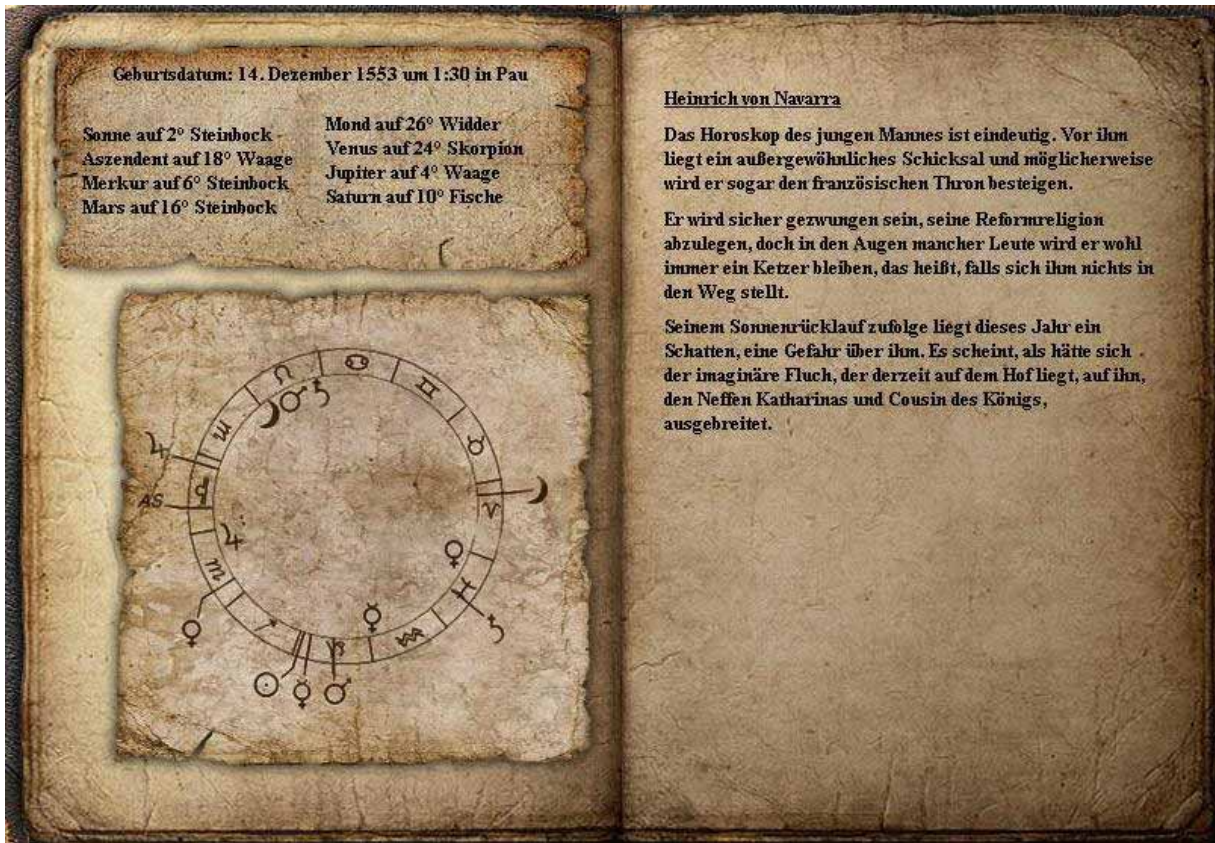 Geburtsdatum: 14. Dezember 1553 um 1:30 in Pau
Sonne auf 2° Steinbock
Aszendent auf 18° Waage
Merkur auf 6° Steinbock
Mars auf 16° Steinbock
Mond auf 26° Widder
Venus auf 24° Skorpion
Jupiter auf 4° Waage
Saturn auf 10° Fische
AS
Heinrich von Navarra
Das Horoskop des jungen Mannes ist eindeutig. Vor ihm
liegt ein außergewöhnliches Schicksal und möglicherweise
wird er sogar den französischen Thron besteigen.
Er wird sicher gezwungen sein, seine Reformreligion
abzulegen, doch in den Augen mancher Leute wird er wohl
immer ein Ketzer bleiben, das heißt, falls sich ihm nichts in
den Weg stellt.
Seinem Sonnenrücklauf zufolge liegt dieses Jahr ein
Schatten, eine Gefahr über ihm. Es scheint, als hätte sich
der imaginäre Fluch, der derzeit auf dem Hof liegt, auf ihn,
den Neffen Katharinas und Cousin des Königs,
ausgebreitet.